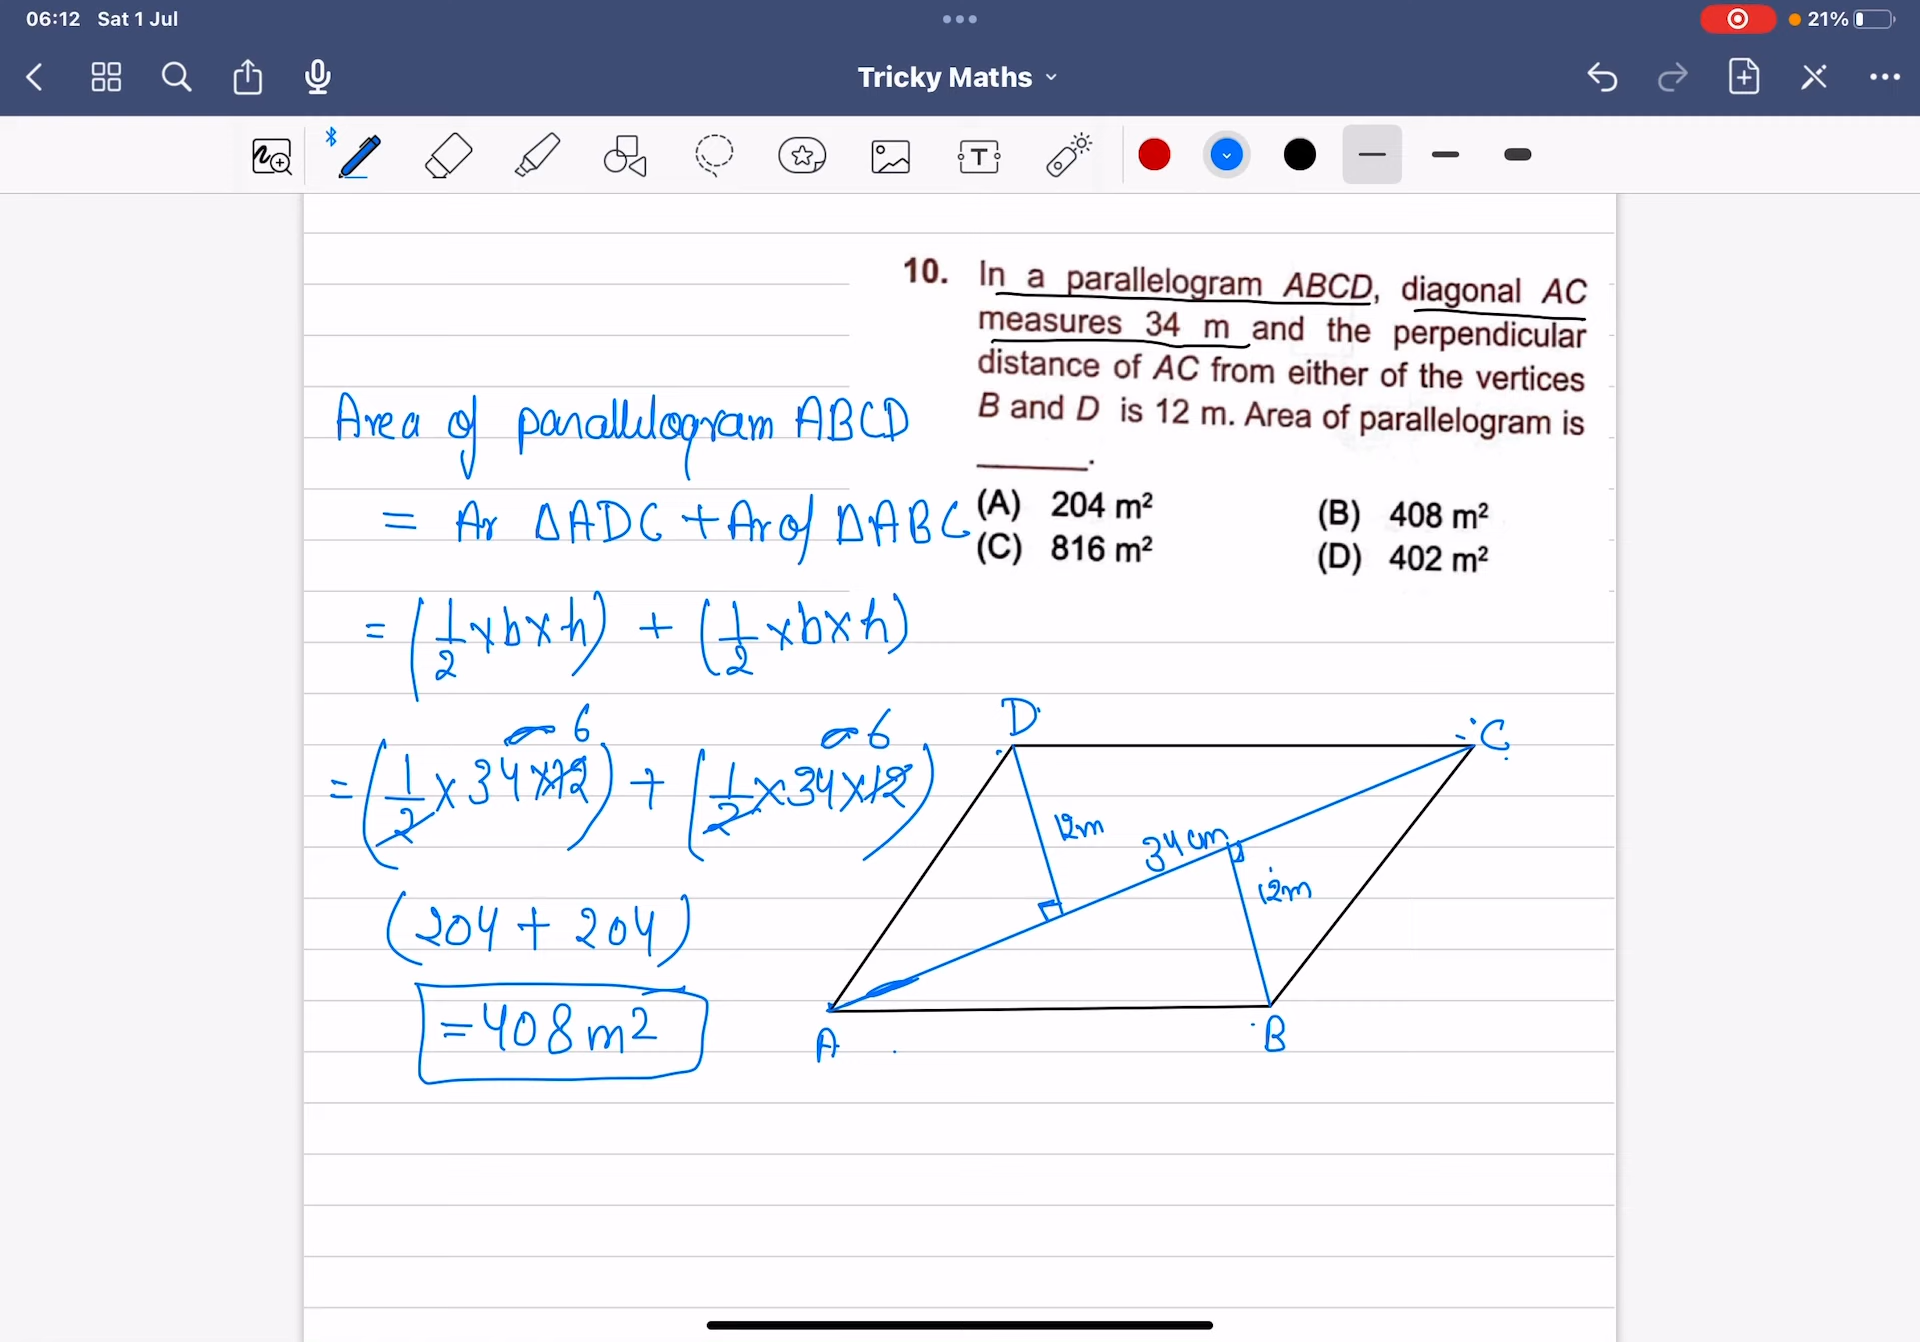 06:12 Sat 1 Jul
21%
Tricky Maths
10. In a parallelogram ABCD, diagonal AC
measures 34 m and the perpendicular
distance of AC from either of the vertices
B and D is 12 m. Area of parallelogram is
______.
(A) 204 m² (B) 408 m²
(C) 816 m² (D) 402 m²
Area of parallelogram ABCD
= Ar ΔADC + Ar of ΔABC
= (1/2 × b × h) + (1/2 × b × h)
6 6
= (1/2 × 34 × 12) + (1/2 × 34 × 12)
(204 + 204)
= 408 m²
D
C
12m
34 cm
12m
A
B